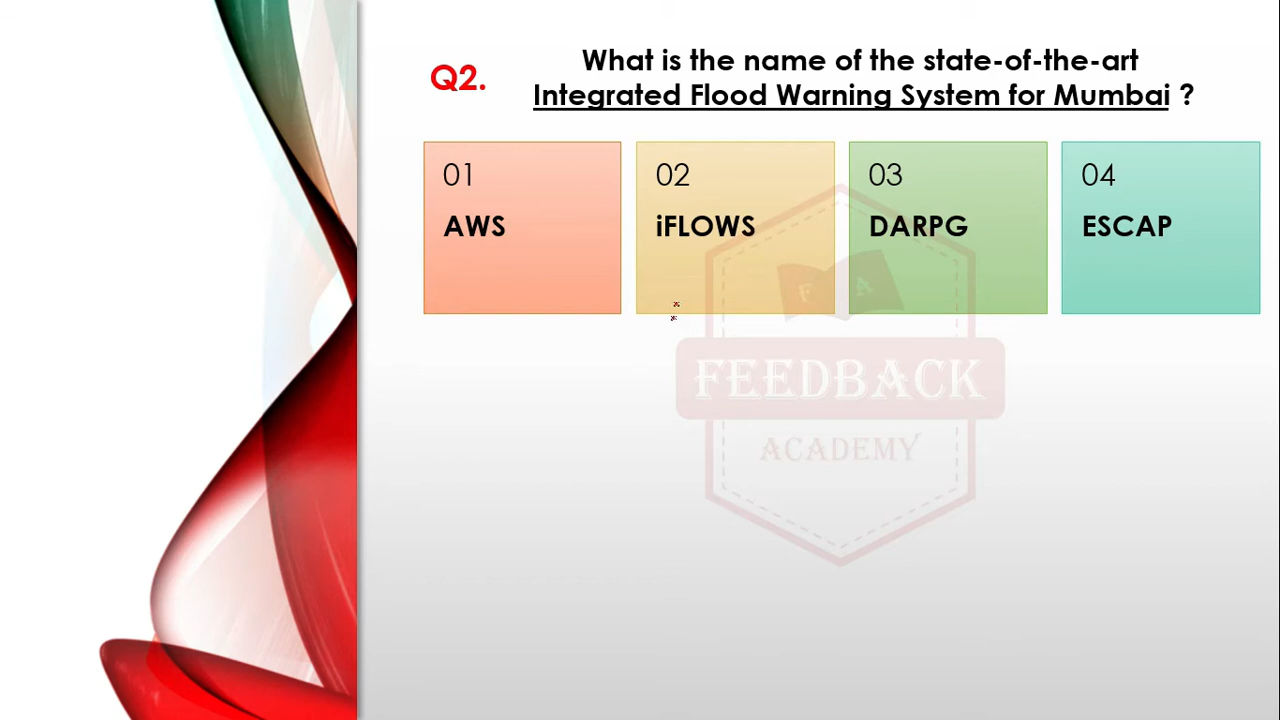 Q2.
What is the name of the state-of-the-art
Integrated Flood Warning System for Mumbai ?
01
AWS
02
iFLOWS
03
DARPG
04
ESCAP
F A
FEEDBACK
ACADEMY